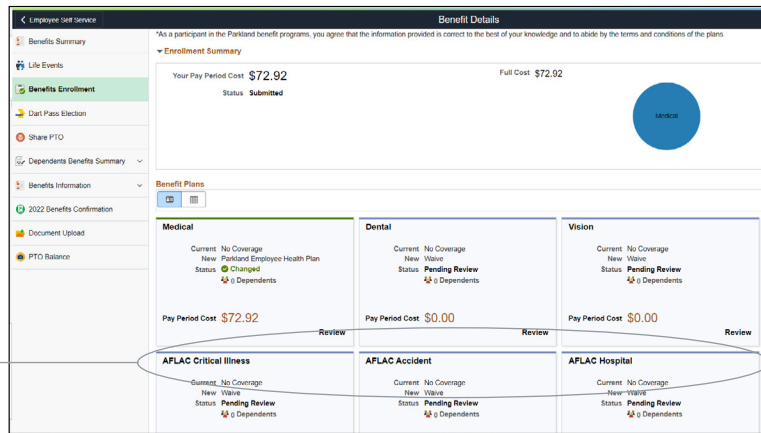 Employee Self Service
Benefit Details
Benefits Summary
Life Events
Benefits Enrollment
Dart Pass Election
Share PTO
Dependents Benefits Summary
Benefits Information
2022 Benefits Confirmation
Document Upload
PTO Balance
*As a participant in the Parkland benefit programs, you agree that the information provided is correct to the best of your knowledge and to abide by the terms and conditions of the plans
Enrollment Summary
Your Pay Period Cost $72.92
Full Cost $72.92
Status Submitted
Medical
Benefit Plans
Medical
Current No Coverage
New Parkland Employee Health Plan
Status Changed
0 Dependents
Pay Period Cost $72.92
Review
Dental
Current No Coverage
New Waive
Status Pending Review
0 Dependents
Pay Period Cost $0.00
Review
Vision
Current No Coverage
New Waive
Status Pending Review
0 Dependents
Pay Period Cost $0.00
Review
AFLAC Critical Illness
Current No Coverage
New Waive
Status Pending Review
0 Dependents
AFLAC Accident
Current No Coverage
New Waive
Status Pending Review
0 Dependents
AFLAC Hospital
Current No Coverage
New Waive
Status Pending Review
0 Dependents